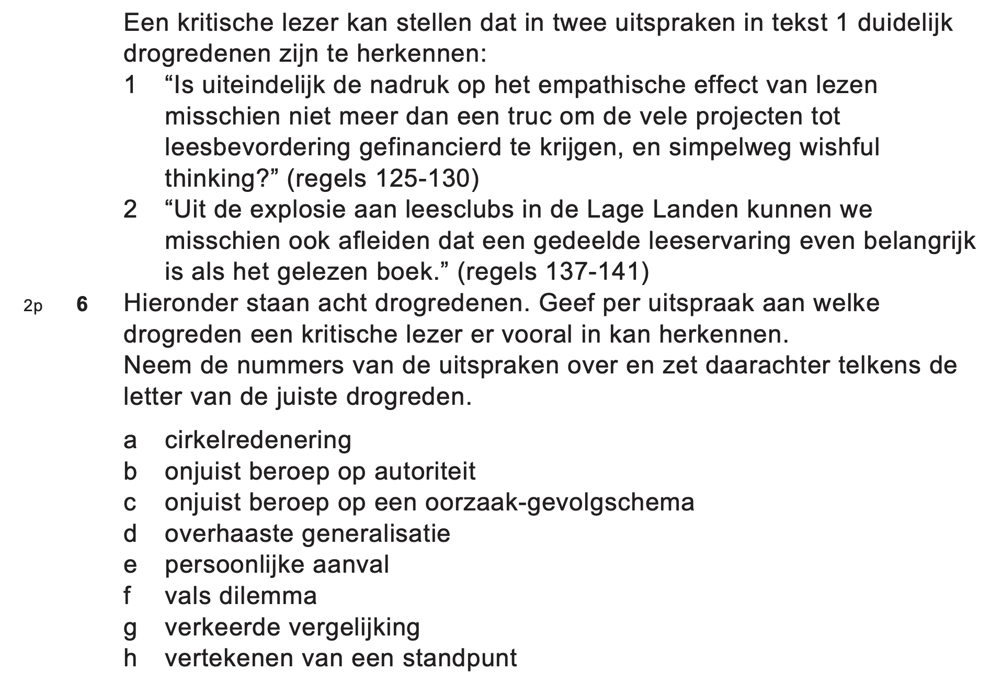 Een kritische lezer kan stellen dat in twee uitspraken in tekst 1 duidelijk
drogredenen zijn te herkennen:
1 “Is uiteindelijk de nadruk op het empathische effect van lezen
misschien niet meer dan een truc om de vele projecten tot
leesbevordering gefinancierd te krijgen, en simpelweg wishful
thinking?” (regels 125-130)
2 “Uit de explosie aan leesclubs in de Lage Landen kunnen we
misschien ook afleiden dat een gedeelde leeservaring even belangrijk
is als het gelezen boek.” (regels 137-141)
2p 6 Hieronder staan acht drogredenen. Geef per uitspraak aan welke
drogreden een kritische lezer er vooral in kan herkennen.
Neem de nummers van de uitspraken over en zet daarachter telkens de
letter van de juiste drogreden.
a cirkelredenering
b onjuist beroep op autoriteit
c onjuist beroep op een oorzaak-gevolgschema
d overhaaste generalisatie
e persoonlijke aanval
f vals dilemma
g verkeerde vergelijking
h vertekenen van een standpunt